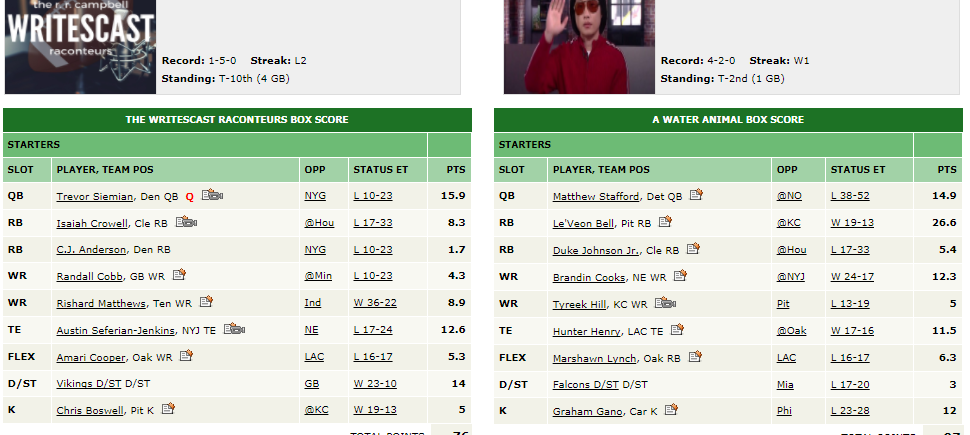 the r. r. campbell
WRITESCAST
raconteurs
Record: 1-5-0 Streak: L2
Standing: T-10th (4 GB)
Record: 4-2-0 Streak: W1
Standing: T-2nd (1 GB)
THE WRITESCAST RACONTEURS BOX SCORE
STARTERS
SLOT PLAYER, TEAM POS OPP STATUS ET PTS
QB Trevor Siemian, Den QB Q NYG L 10-23 15.9
RB Isaiah Crowell, Cle RB @Hou L 17-33 8.3
RB C.J. Anderson, Den RB NYG L 10-23 1.7
WR Randall Cobb, GB WR @Min L 10-23 4.3
WR Rishard Matthews, Ten WR Ind W 36-22 8.9
TE Austin Seferian-Jenkins, NYJ TE NE L 17-24 12.6
FLEX Amari Cooper, Oak WR LAC L 16-17 5.3
D/ST Vikings D/ST D/ST GB W 23-10 14
K Chris Boswell, Pit K @KC W 19-13 5
TOTAL POINTS 76
A WATER ANIMAL BOX SCORE
STARTERS
SLOT PLAYER, TEAM POS OPP STATUS ET PTS
QB Matthew Stafford, Det QB @NO L 38-52 14.9
RB Le'Veon Bell, Pit RB @KC W 19-13 26.6
RB Duke Johnson Jr., Cle RB @Hou L 17-33 5.4
WR Brandin Cooks, NE WR @NYJ W 24-17 12.3
WR Tyreek Hill, KC WR Pit L 13-19 5
TE Hunter Henry, LAC TE @Oak W 17-16 11.5
FLEX Marshawn Lynch, Oak RB LAC L 16-17 6.3
D/ST Falcons D/ST D/ST Mia L 17-20 3
K Graham Gano, Car K Phi L 23-28 12
TOTAL POINTS